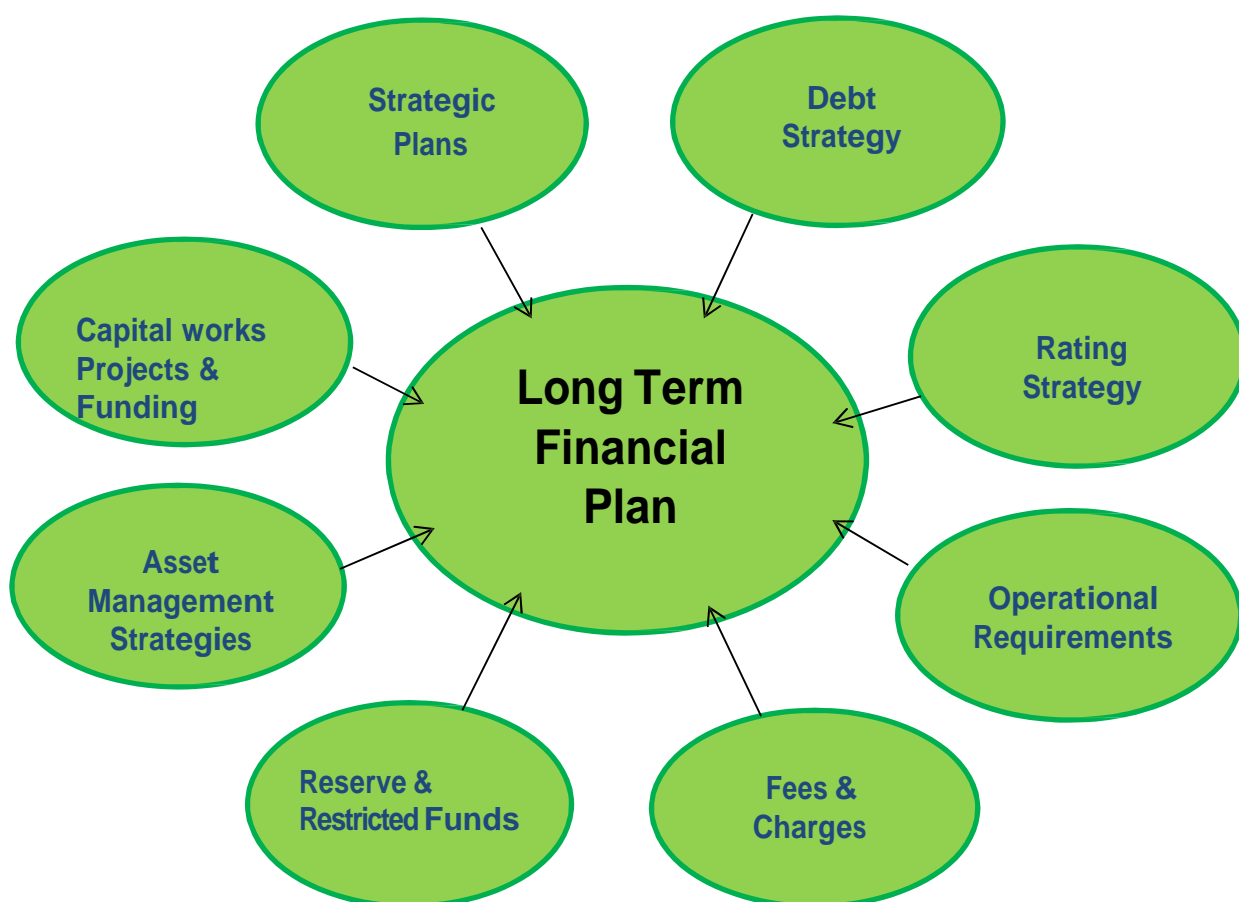 Strategic
Plans
Debt
Strategy
Capital works
Projects &
Funding
Long Term
Financial
Plan
Rating
Strategy
Asset
Management
Strategies
Operational
Requirements
Reserve &
Restricted Funds
Fees &
Charges